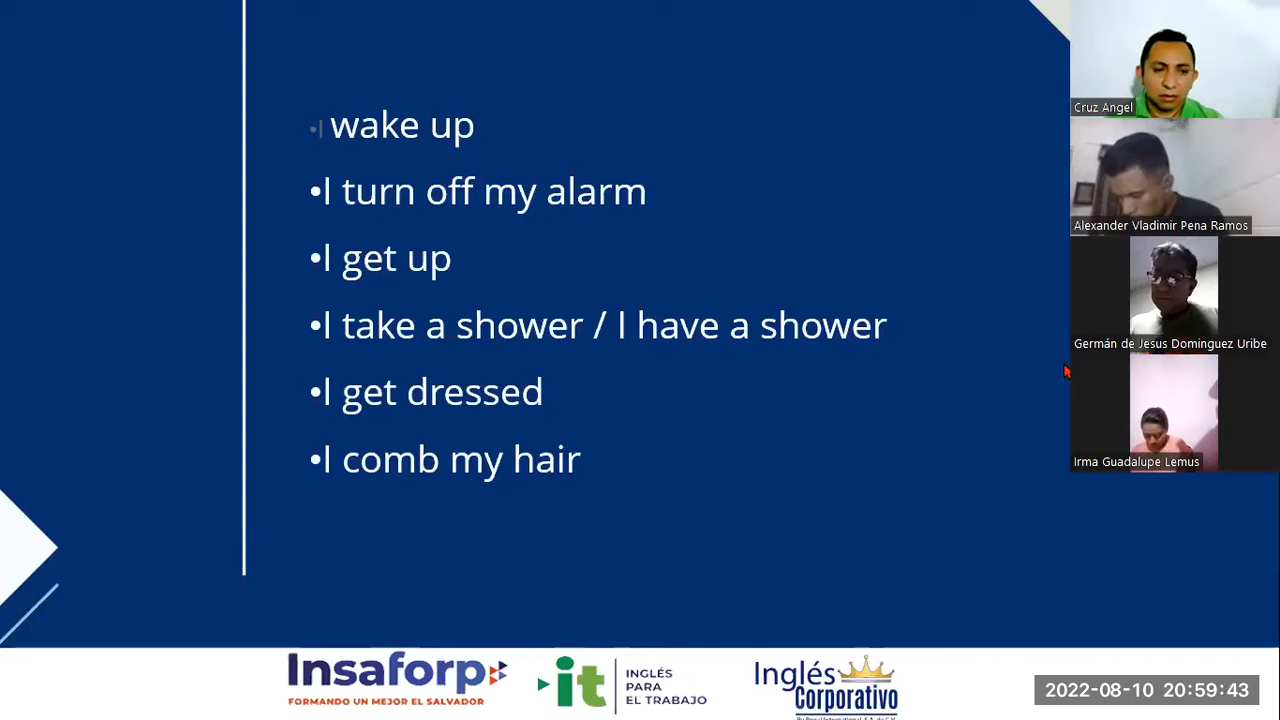 •I wake up
•I turn off my alarm
•I get up
•I take a shower / I have a shower
•I get dressed
•I comb my hair
Cruz Angel
Alexander Vladimir Pena Ramos
Germán de Jesus Dominguez Uribe
Irma Guadalupe Lemus
Insaforp
FORMANDO UN MEJOR EL SALVADOR
it
INGLÉS
PARA
EL TRABAJO
Inglés
Corporativo
2022-08-10 20:59:43